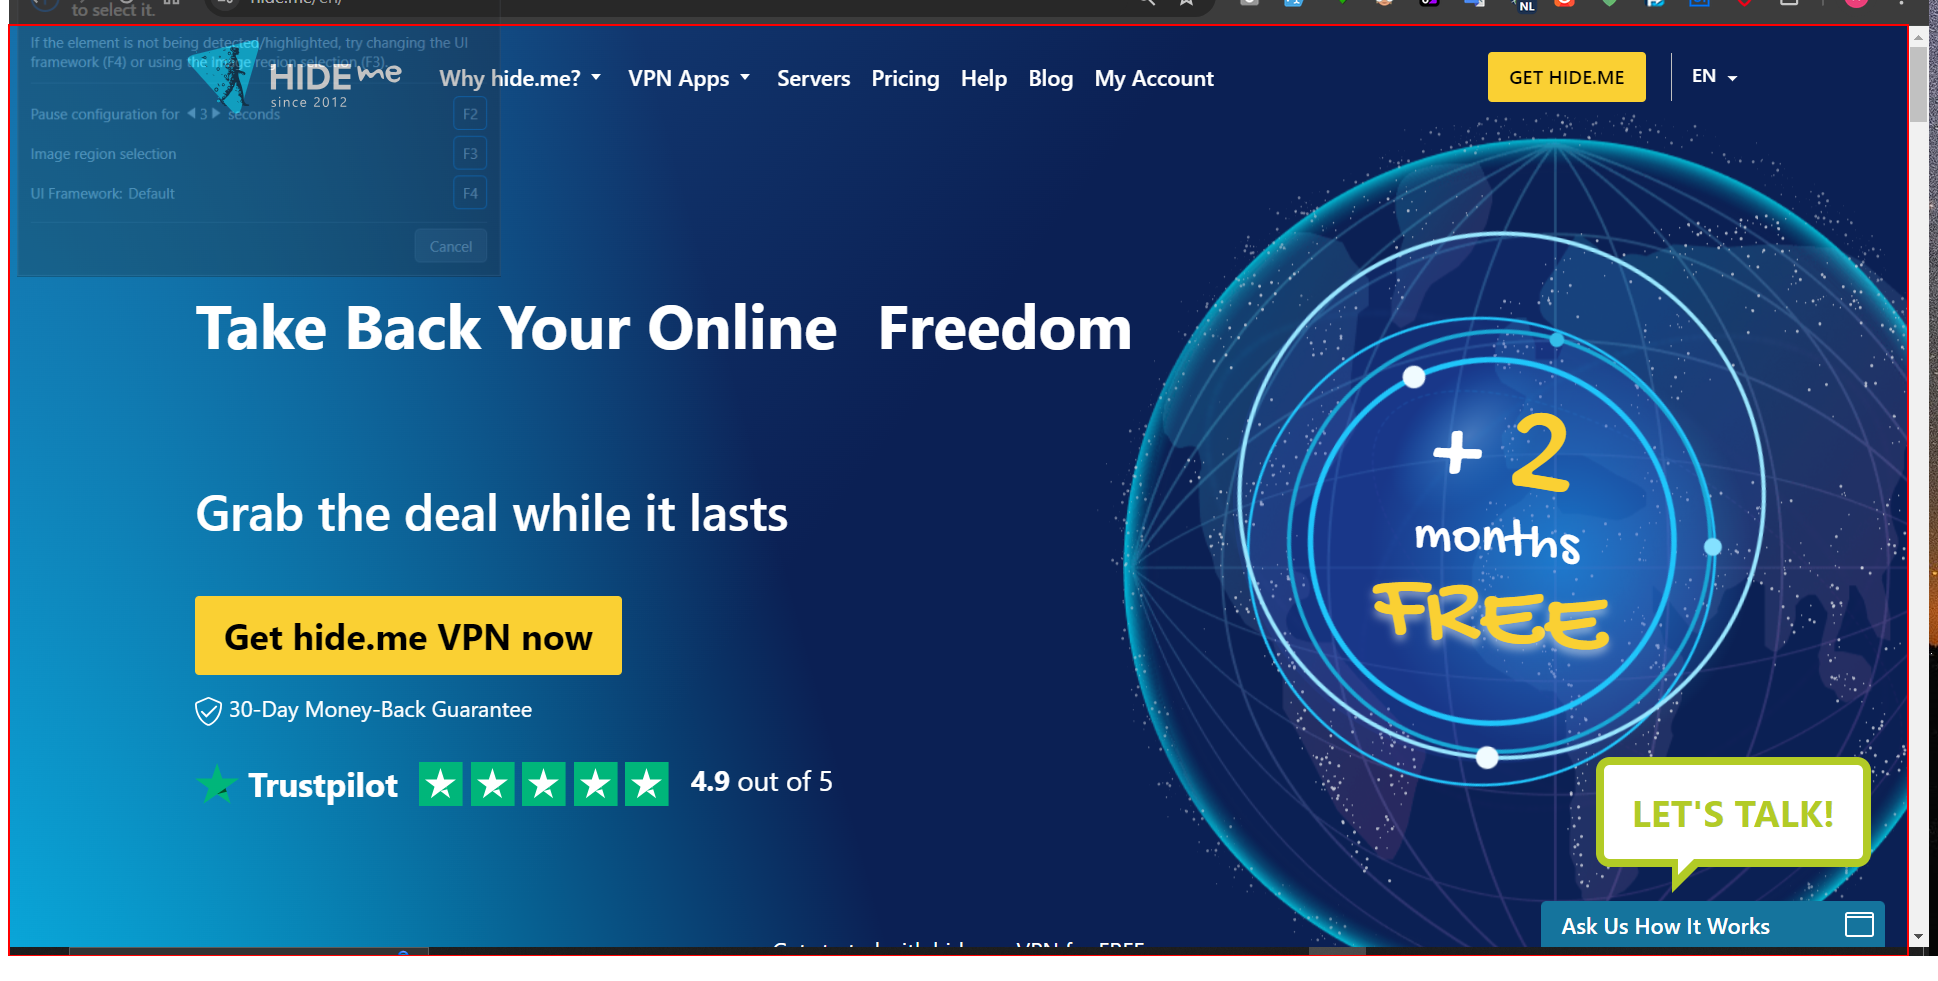 to select it.
hide.me/en/
NL
If the element is not being detected/highlighted, try changing the UI
framework (F4) or using the Image region selection (F3).
HIDE me
since 2012
Why hide.me?
VPN Apps
Servers
Pricing
Help
Blog
My Account
GET HIDE.ME
EN
Pause configuration for 3 seconds
F2
Image region selection
F3
UI Framework: Default
F4
Cancel
Take Back Your Online Freedom
+ 2
months
FREE
Grab the deal while it lasts
Get hide.me VPN now
30-Day Money-Back Guarantee
Trustpilot
4.9 out of 5
LET'S TALK!
Ask Us How It Works